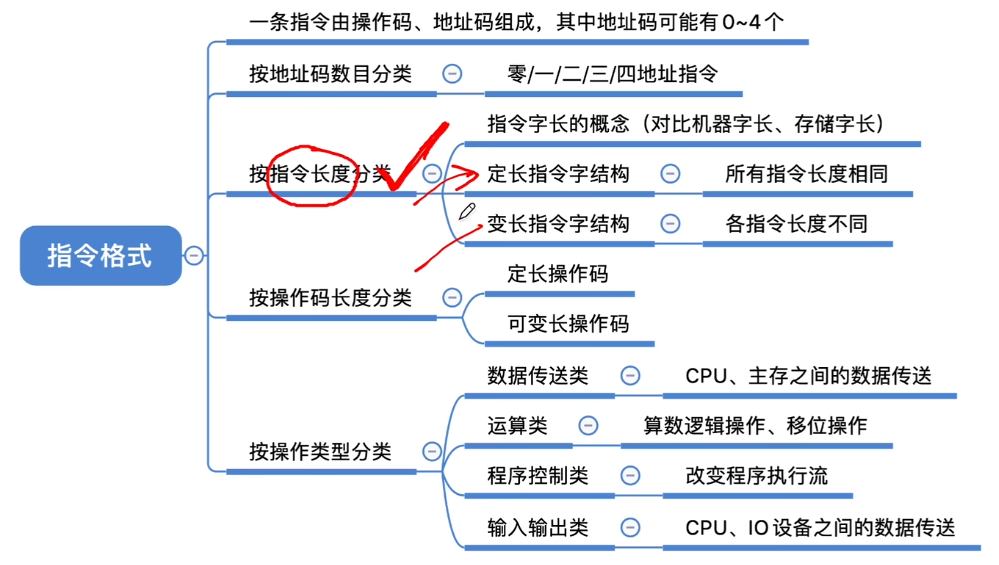 一条指令由操作码、地址码组成，其中地址码可能有0~4个
按地址码数目分类
零/一/二/三/四地址指令
指令字长的概念（对比机器字长、存储字长）
按指令长度分类
定长指令字结构
所有指令长度相同
变长指令字结构
各指令长度不同
指令格式
定长操作码
按操作码长度分类
可变长操作码
数据传送类
CPU、主存之间的数据传送
运算类
算数逻辑操作、移位操作
按操作类型分类
程序控制类
改变程序执行流
输入输出类
CPU、IO设备之间的数据传送